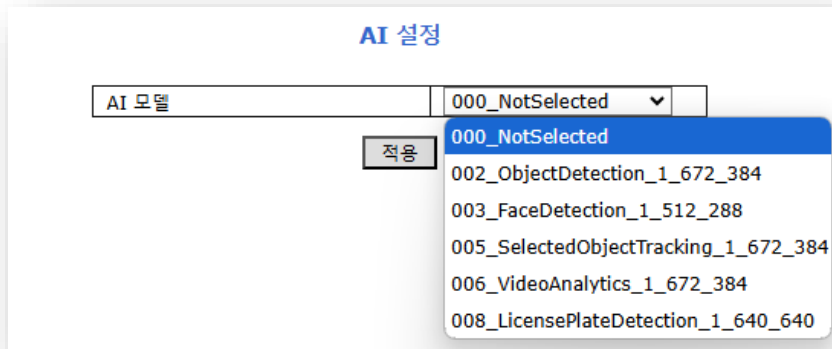 AI 설정
AI 모델 000_NotSelected
적용
000_NotSelected
002_ObjectDetection_1_672_384
003_FaceDetection_1_512_288
005_SelectedObjectTracking_1_672_384
006_VideoAnalytics_1_672_384
008_LicensePlateDetection_1_640_640